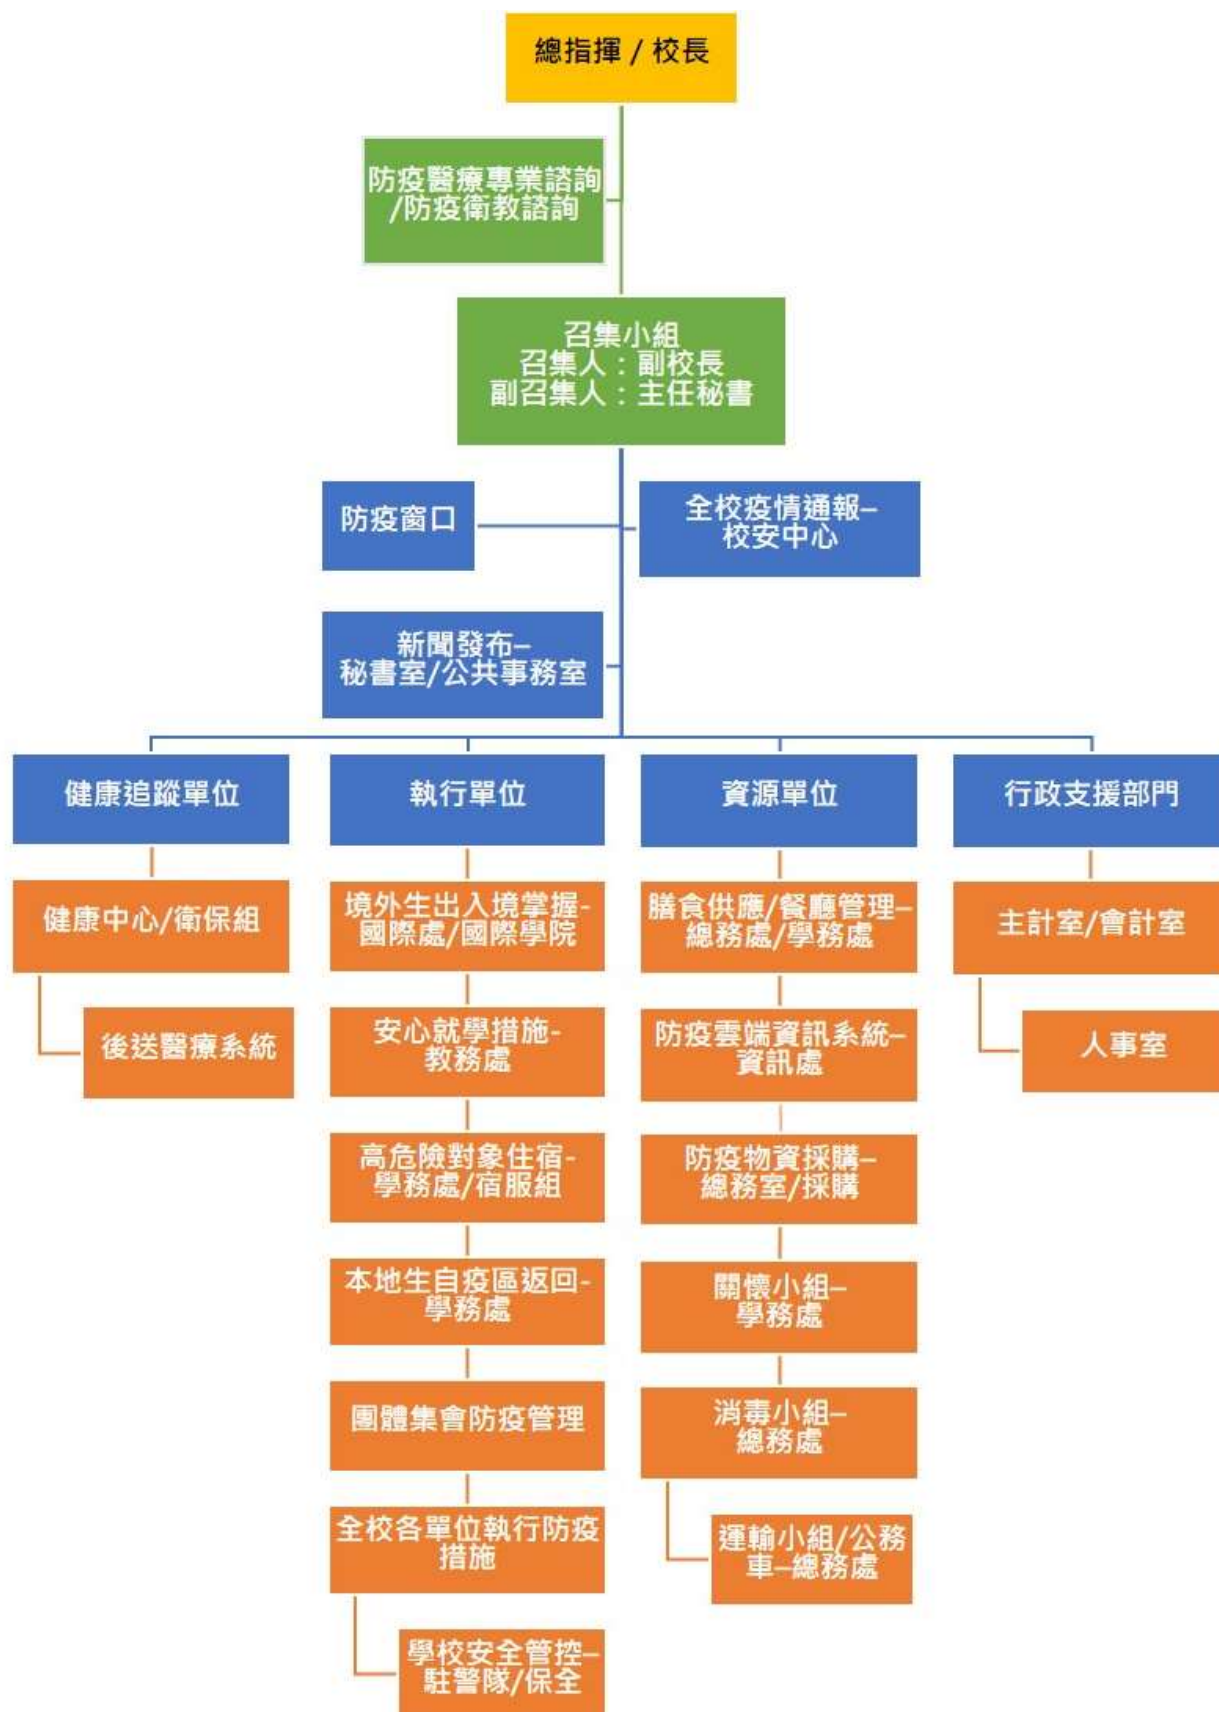 總指揮 / 校長
防疫醫療專業諮詢
/防疫衛教諮詢
召集小組
召集人：副校長
副召集人：主任秘書
防疫窗口
全校疫情通報–
校安中心
新聞發布–
秘書室/公共事務室
健康追蹤單位
執行單位
資源單位
行政支援部門
健康中心/衛保組
後送醫療系統
境外生出入境掌握-
國際處/國際學院
安心就學措施-
教務處
高危險對象住宿-
學務處/宿服組
本地生自疫區返回-
學務處
團體集會防疫管理
全校各單位執行防疫
措施
學校安全管控–
駐警隊/保全
膳食供應/餐廳管理–
總務處/學務處
防疫雲端資訊系統–
資訊處
防疫物資採購–
總務室/採購
關懷小組–
學務處
消毒小組–
總務處
運輸小組/公務
車–總務處
主計室/會計室
人事室